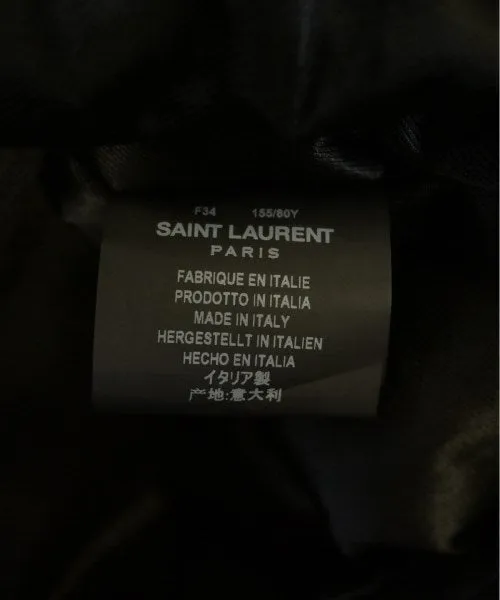 F34 155/80Y
SAINT LAURENT
PARIS
FABRIQUE EN ITALIE
PRODOTTO IN ITALIA
MADE IN ITALY
HERGESTELLT IN ITALIEN
HECHO EN ITALIA
イタリア製
产地:意大利